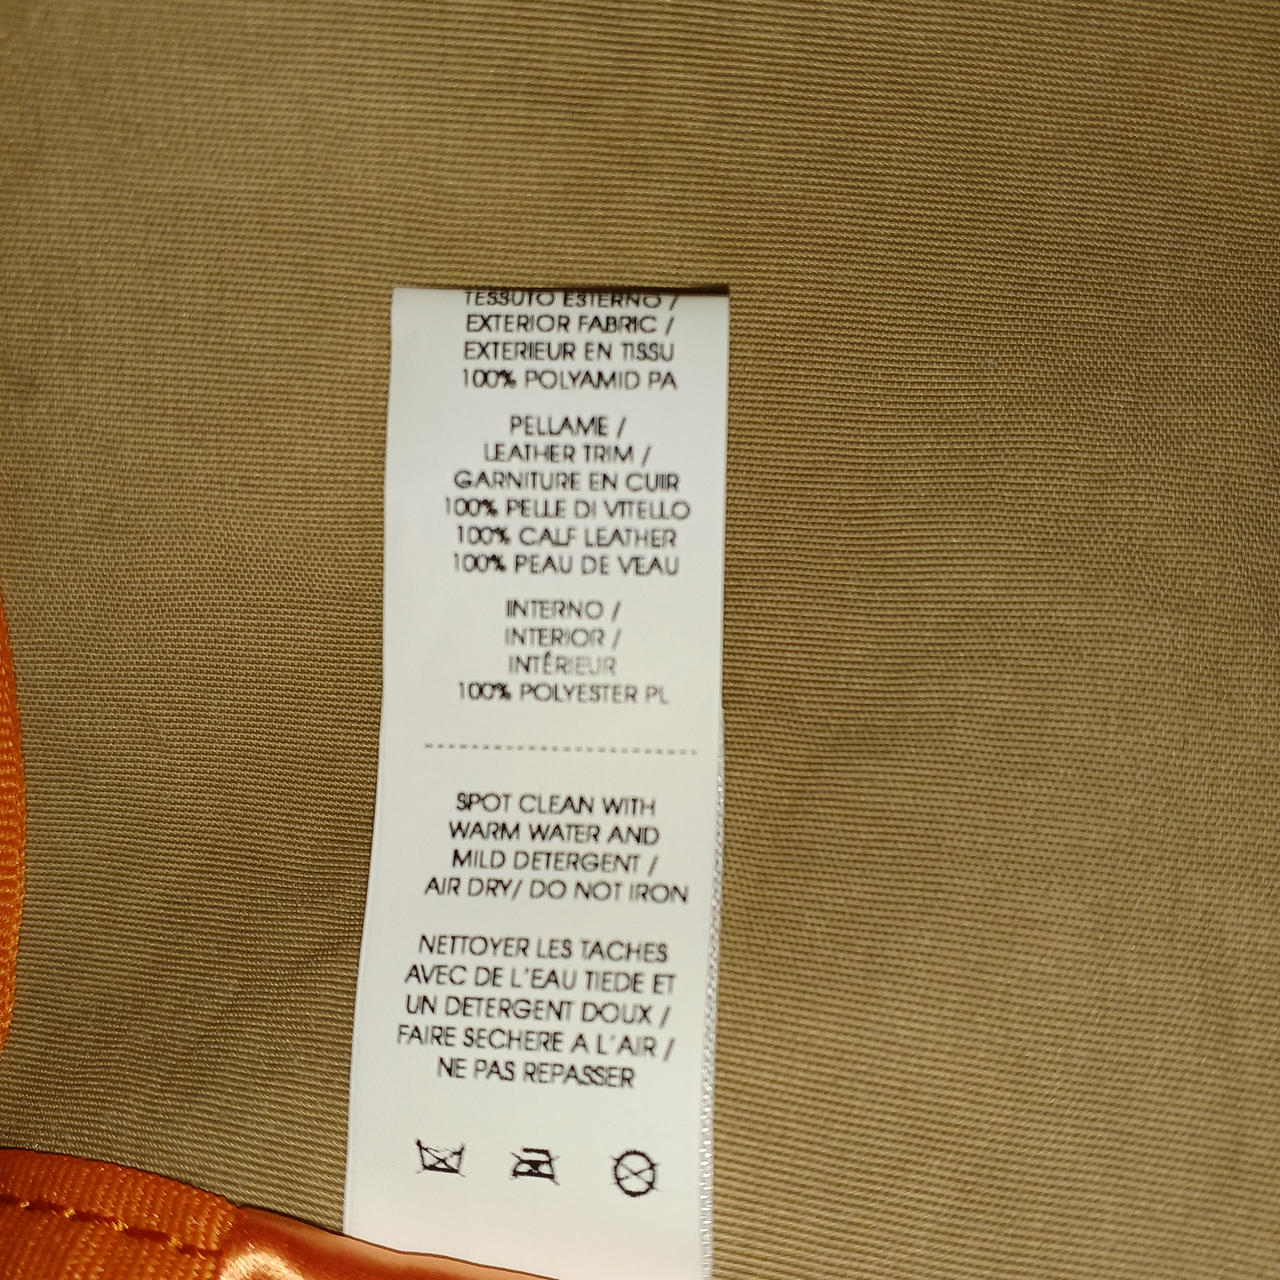 TESSUTO ESTERNO /
EXTERIOR FABRIC /
EXTERIEUR EN TISSU
100% POLYAMID PA
PELLAME /
LEATHER TRIM /
GARNITURE EN CUIR
100% PELLE DI VITELLO
100% CALF LEATHER
100% PEAU DE VEAU
INTERNO /
INTERIOR /
INTÉRIEUR
100% POLYESTER PL
SPOT CLEAN WITH
WARM WATER AND
MILD DETERGENT /
AIR DRY/ DO NOT IRON
NETTOYER LES TACHES
AVEC DE L'EAU TIEDE ET
UN DETERGENT DOUX /
FAIRE SECHERE A L'AIR /
NE PAS REPASSER